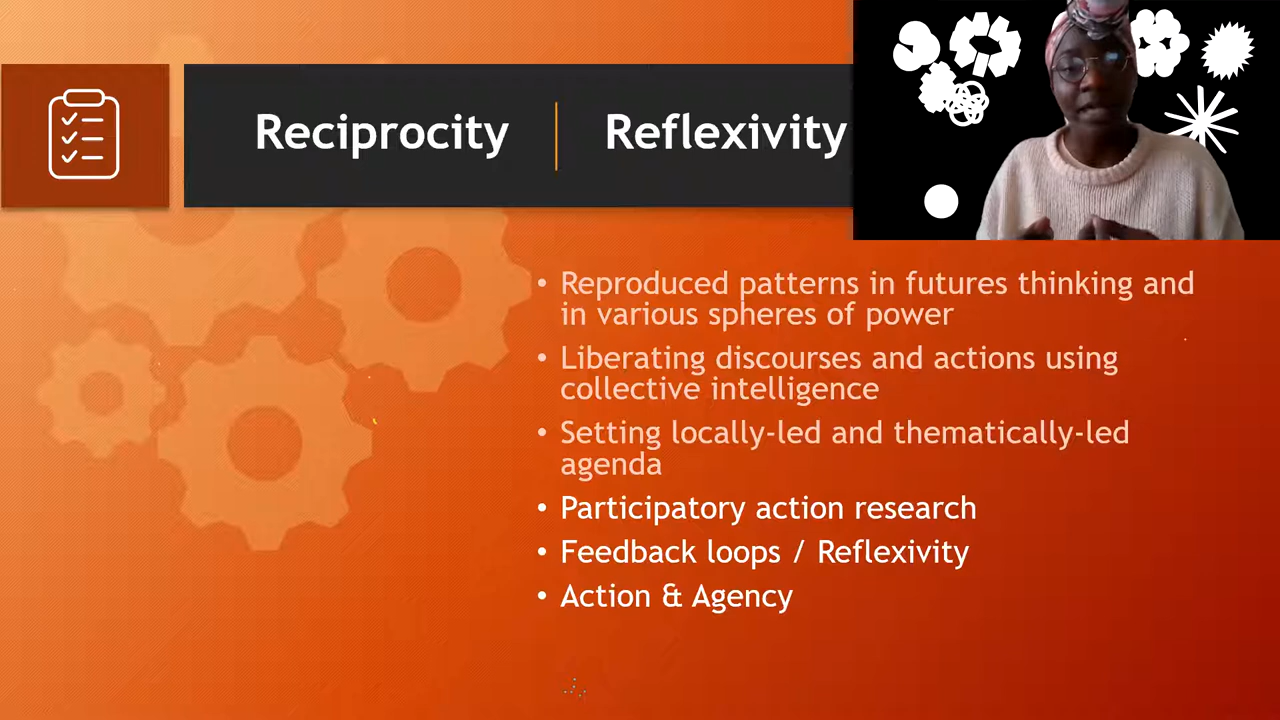 Reciprocity
Reflexivity
• Reproduced patterns in futures thinking and
in various spheres of power
• Liberating discourses and actions using
collective intelligence
• Setting locally-led and thematically-led
agenda
• Participatory action research
• Feedback loops / Reflexivity
• Action & Agency